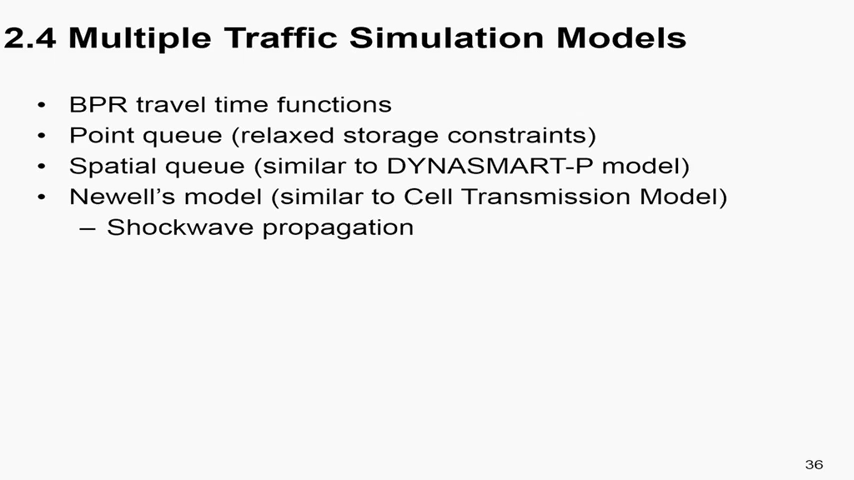 2.4 Multiple Traffic Simulation Models
• BPR travel time functions
• Point queue (relaxed storage constraints)
• Spatial queue (similar to DYNASMART-P model)
• Newell's model (similar to Cell Transmission Model)
– Shockwave propagation
36